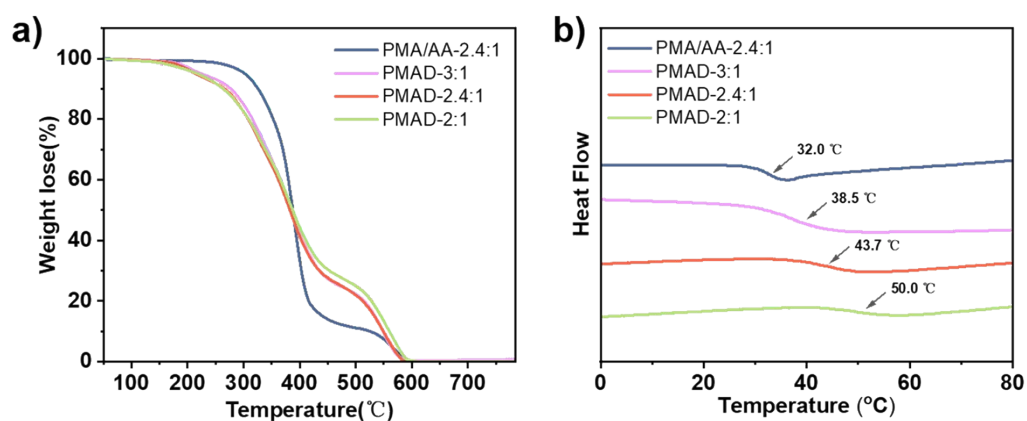 a)
PMA/AA-2.4:1
PMAD-3:1
PMAD-2.4:1
PMAD-2:1
Weight lose(%)
100
80
60
40
20
0
100 200 300 400 500 600 700
Temperature(℃)
b)
PMA/AA-2.4:1
PMAD-3:1
PMAD-2.4:1
PMAD-2:1
Heat Flow
32.0 ℃
38.5 ℃
43.7 ℃
50.0 ℃
0 20 40 60 80
Temperature (°C)